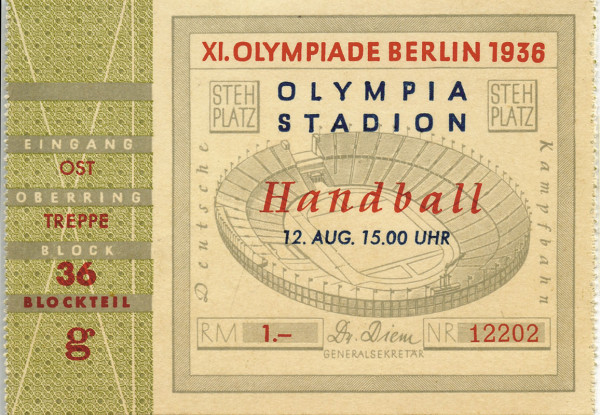 EINGANG
OST
OBERRING
TREPPE
BLOCK
36
BLOCKTEIL
g
XI. OLYMPIADE BERLIN 1936
STEH PLATZ
OLYMPIA
STADION
STEH PLATZ
Deutsche
Kampfbahn
Handball
12. AUG. 15.00 UHR
RM 1.– Dr. Diem NR 12202
GENERALSEKRETÄR